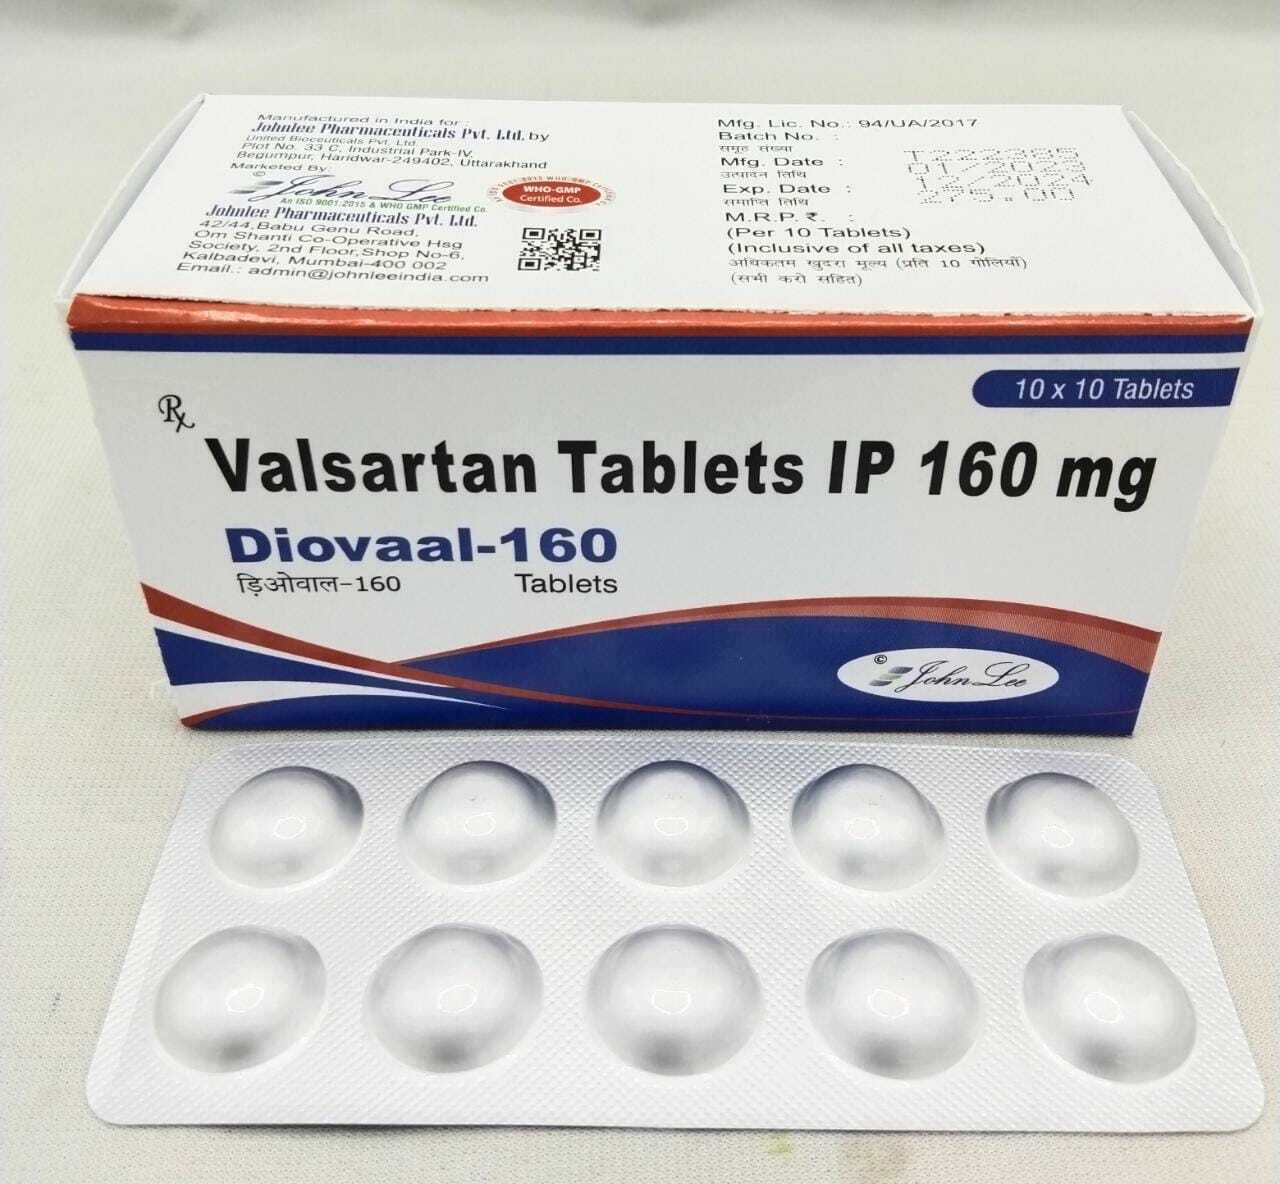 Manufactured in India for :
Johnlee Pharmaceuticals Pvt. Ltd. by
United Bioceuticals Pvt. Ltd.
Plot No. 33 C, Industrial Park-IV,
Begumpur, Haridwar-249402, Uttarakhand
Marketed By:
© John Lee
An ISO 9001:2015 & WHO GMP Certified Co.
WHO-GMP
Certified Co.
Johnlee Pharmaceuticals Pvt. Ltd.
42/44, Babu Genu Road,
Om Shanti Co-Operative Hsg
Society, 2nd Floor, Shop No-6,
Kalbadevi, Mumbai-400 002
Email.: admin@johnleeindia.com
Mfg. Lic. No.: 94/UA/2017
Batch No. :
समूह संख्या
Mfg. Date :
उत्पादन तिथि
Exp. Date :
समाप्ति तिथि
M.R.P. ₹. :
(Per 10 Tablets)
(Inclusive of all taxes)
अधिकतम खुदरा मूल्य (प्रति 10 गोलियाँ)
(सभी करो सहित)
10 x 10 Tablets
Rx
Valsartan Tablets IP 160 mg
Diovaal-160
ड़िओवाल-160 Tablets
© John Lee